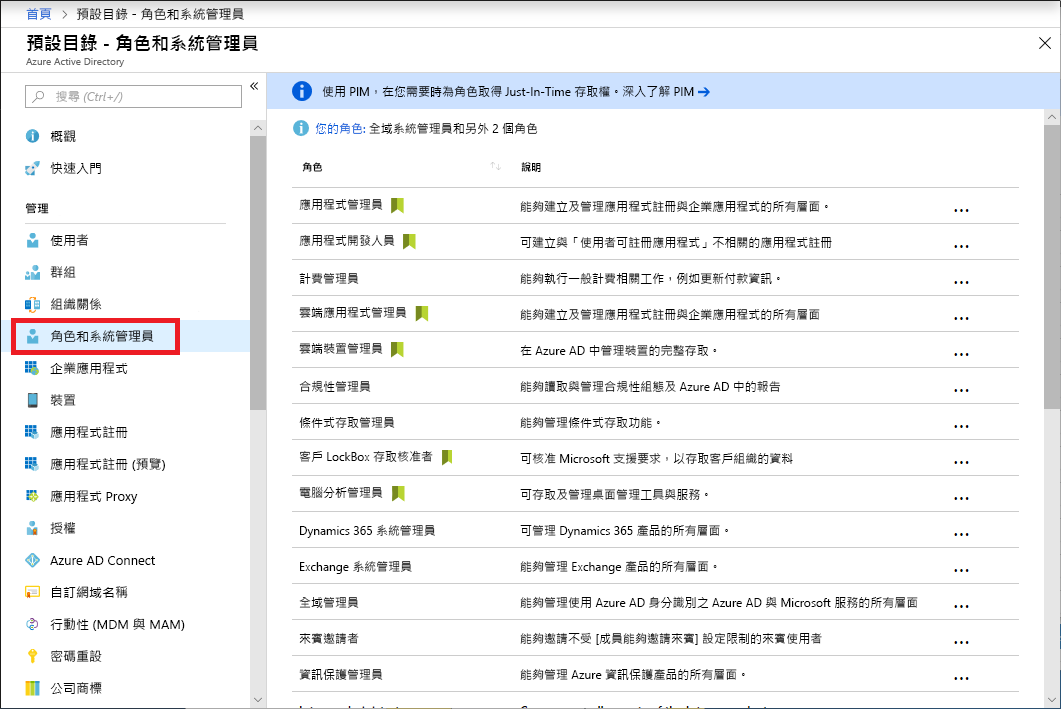 首頁 > 預設目錄 - 角色和系統管理員
預設目錄 - 角色和系統管理員
Azure Active Directory
搜尋 (Ctrl+/)
«
概觀
快速入門
管理
使用者
群組
組織關係
角色和系統管理員
企業應用程式
裝置
應用程式註冊
應用程式註冊 (預覽)
應用程式 Proxy
授權
Azure AD Connect
自訂網域名稱
行動性 (MDM 與 MAM)
密碼重設
公司商標
使用 PIM，在您需要時為角色取得 Just-In-Time 存取權。深入了解 PIM →
您的角色: 全域系統管理員和另外 2 個角色
角色 ↑↓ 說明
應用程式管理員 能夠建立及管理應用程式註冊與企業應用程式的所有層面。 ...
應用程式開發人員 可建立與「使用者可註冊應用程式」不相關的應用程式註冊 ...
計費管理員 能夠執行一般計費相關工作，例如更新付款資訊。 ...
雲端應用程式管理員 能夠建立及管理應用程式註冊與企業應用程式的所有層面 ...
雲端裝置管理員 在 Azure AD 中管理裝置的完整存取。 ...
合規性管理員 能夠讀取與管理合規性組態及 Azure AD 中的報告 ...
條件式存取管理員 能夠管理條件式存取功能。 ...
客戶 LockBox 存取核准者 可核准 Microsoft 支援要求，以存取客戶組織的資料 ...
電腦分析管理員 可存取及管理桌面管理工具與服務。 ...
Dynamics 365 系統管理員 可管理 Dynamics 365 產品的所有層面。 ...
Exchange 系統管理員 能夠管理 Exchange 產品的所有層面。 ...
全域管理員 能夠管理使用 Azure AD 身分識別之 Azure AD 與 Microsoft 服務的所有層面 ...
來賓邀請者 能夠邀請不受 [成員能夠邀請來賓] 設定限制的來賓使用者 ...
資訊保護管理員 能夠管理 Azure 資訊保護產品的所有層面。 ...